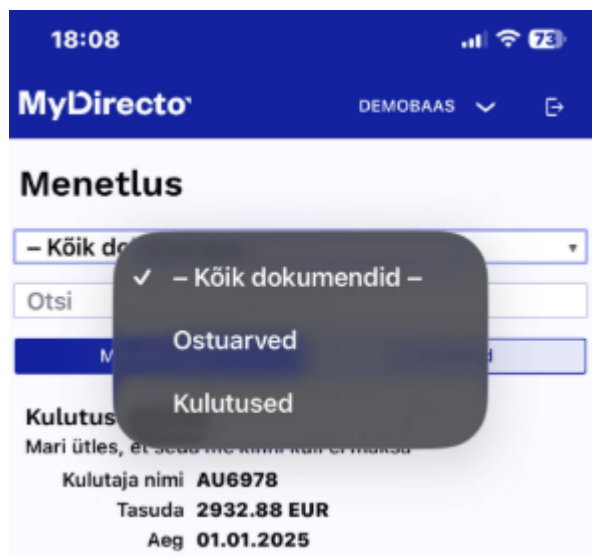 18:08 73
MyDirecto DEMOBAAS
Menetlus
– Kõik
– Kõik dokumendid –
Otsi
Ostuarved
Kulutused
Kulutus
Mari ütles, et
Kulutaja nimi AU6978
Tasuda 2932.88 EUR
Aeg 01.01.2025